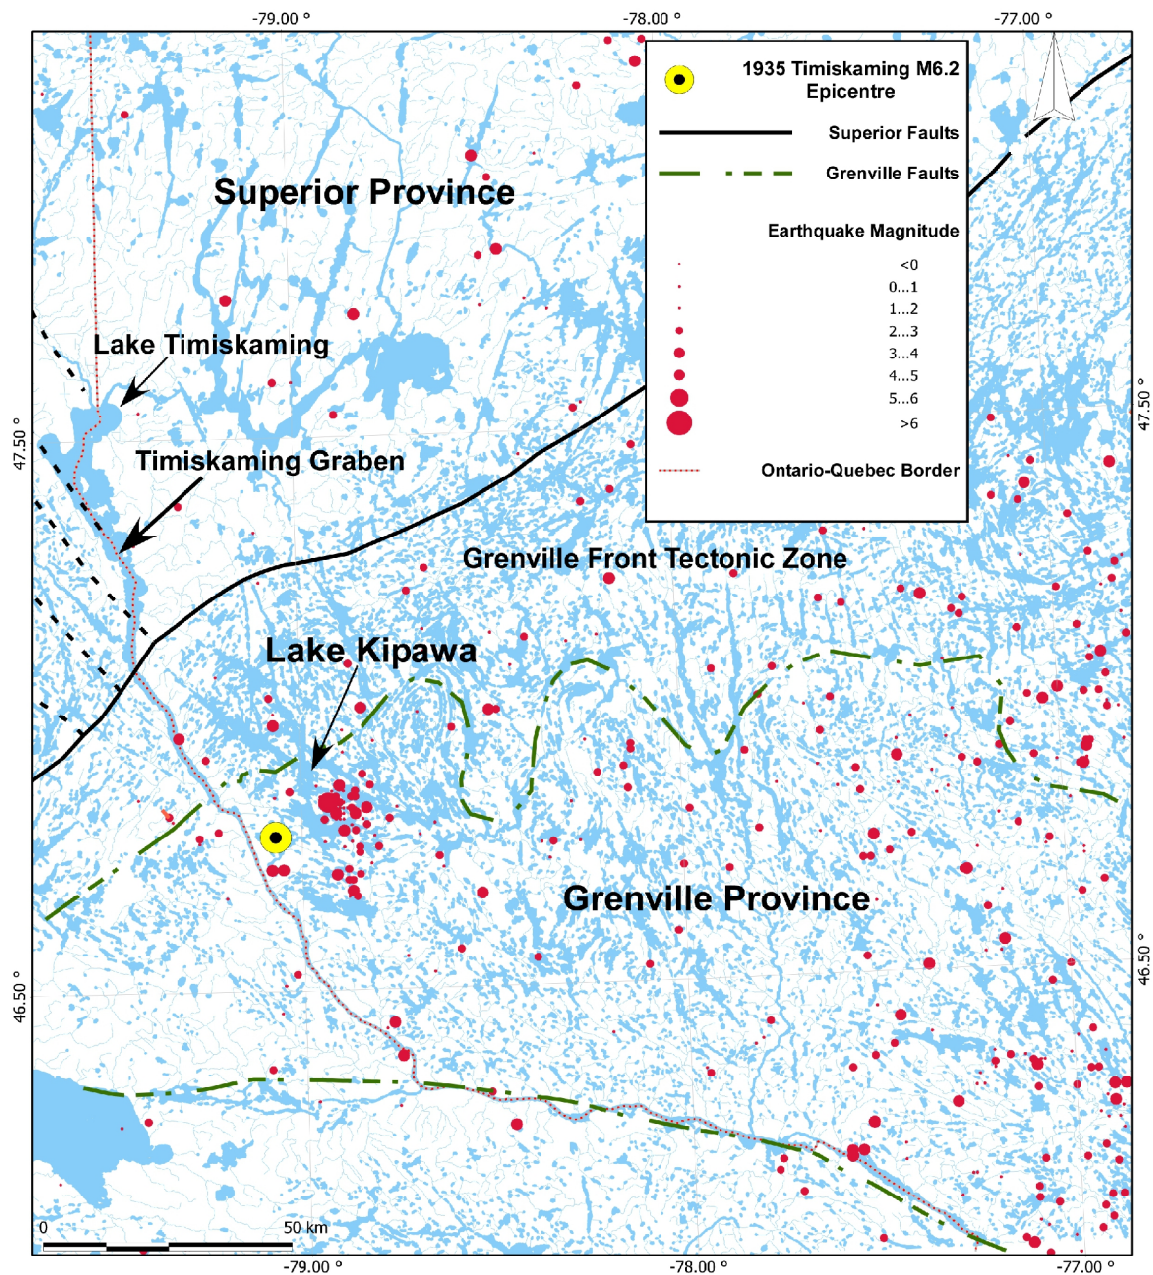 -79.00 °
-78.00 °
-77.00 °
1935 Timiskaming M6.2
Epicentre
Superior Faults
Grenville Faults
Earthquake Magnitude
<0
0...1
1...2
2...3
3...4
4...5
5...6
>6
Ontario-Quebec Border
Superior Province
Lake Timiskaming
47.50 °
47.50 °
Timiskaming Graben
Grenville Front Tectonic Zone
Lake Kipawa
Grenville Province
46.50 °
46.50 °
0
50 km
-79.00 °
-78.00 °
-77.00 °